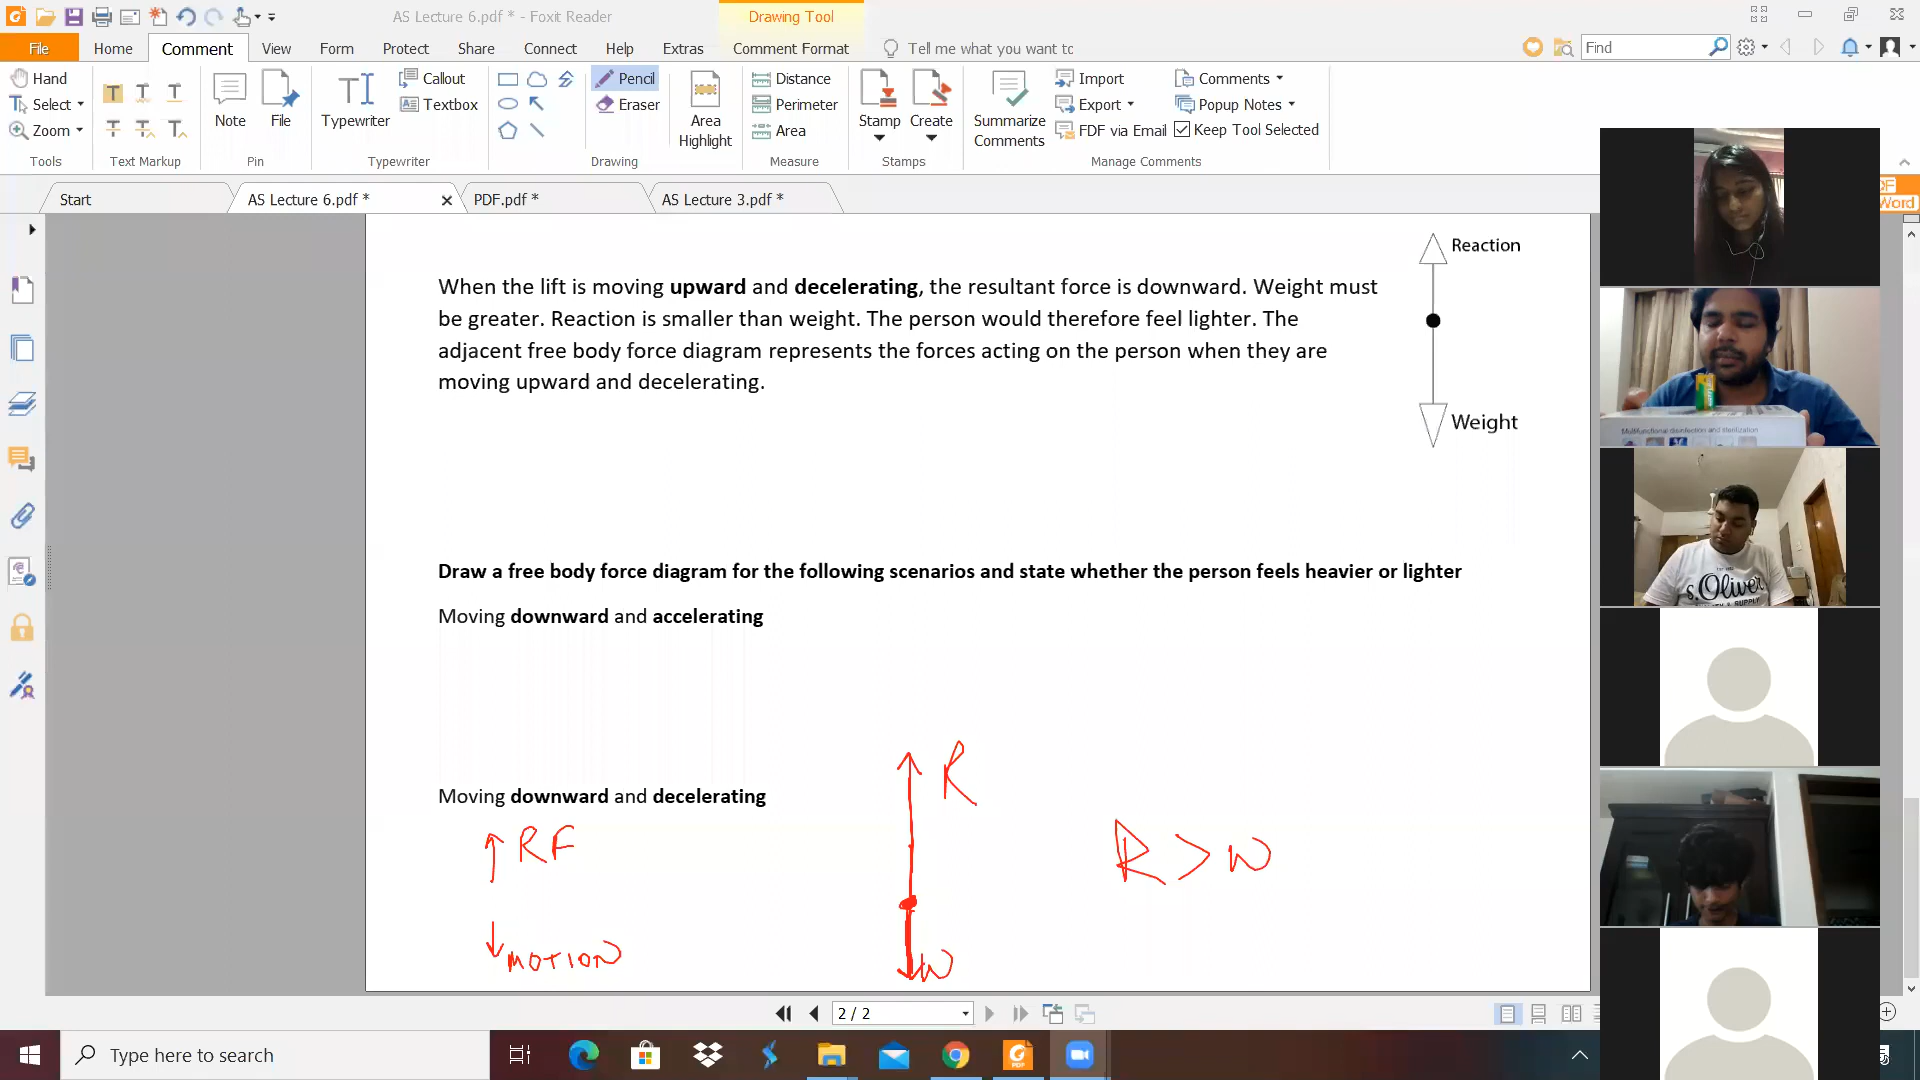 AS Lecture 6.pdf * - Foxit Reader
Drawing Tool
File
Home
Comment
View
Form
Protect
Share
Connect
Help
Extras
Comment Format
Tell me what you want to
Find
Hand
Select
Zoom
Tools
Text Markup
Note
File
Pin
Typewriter
Callout
Textbox
Typewriter
Pencil
Eraser
Drawing
Area
Highlight
Distance
Perimeter
Area
Measure
Stamp
Create
Stamps
Summarize
Comments
Import
Export
FDF via Email
Comments
Popup Notes
Keep Tool Selected
Manage Comments
Start
AS Lecture 6.pdf *
PDF.pdf *
AS Lecture 3.pdf *
Word
Reaction
When the lift is moving upward and decelerating, the resultant force is downward. Weight must
be greater. Reaction is smaller than weight. The person would therefore feel lighter. The
adjacent free body force diagram represents the forces acting on the person when they are
moving upward and decelerating.
Weight
Draw a free body force diagram for the following scenarios and state whether the person feels heavier or lighter
Moving downward and accelerating
R
Moving downward and decelerating
RF
R > W
MOTION
W
Multifunctional disinfection and sterilization
S.Oliver
2 / 2
Type here to search